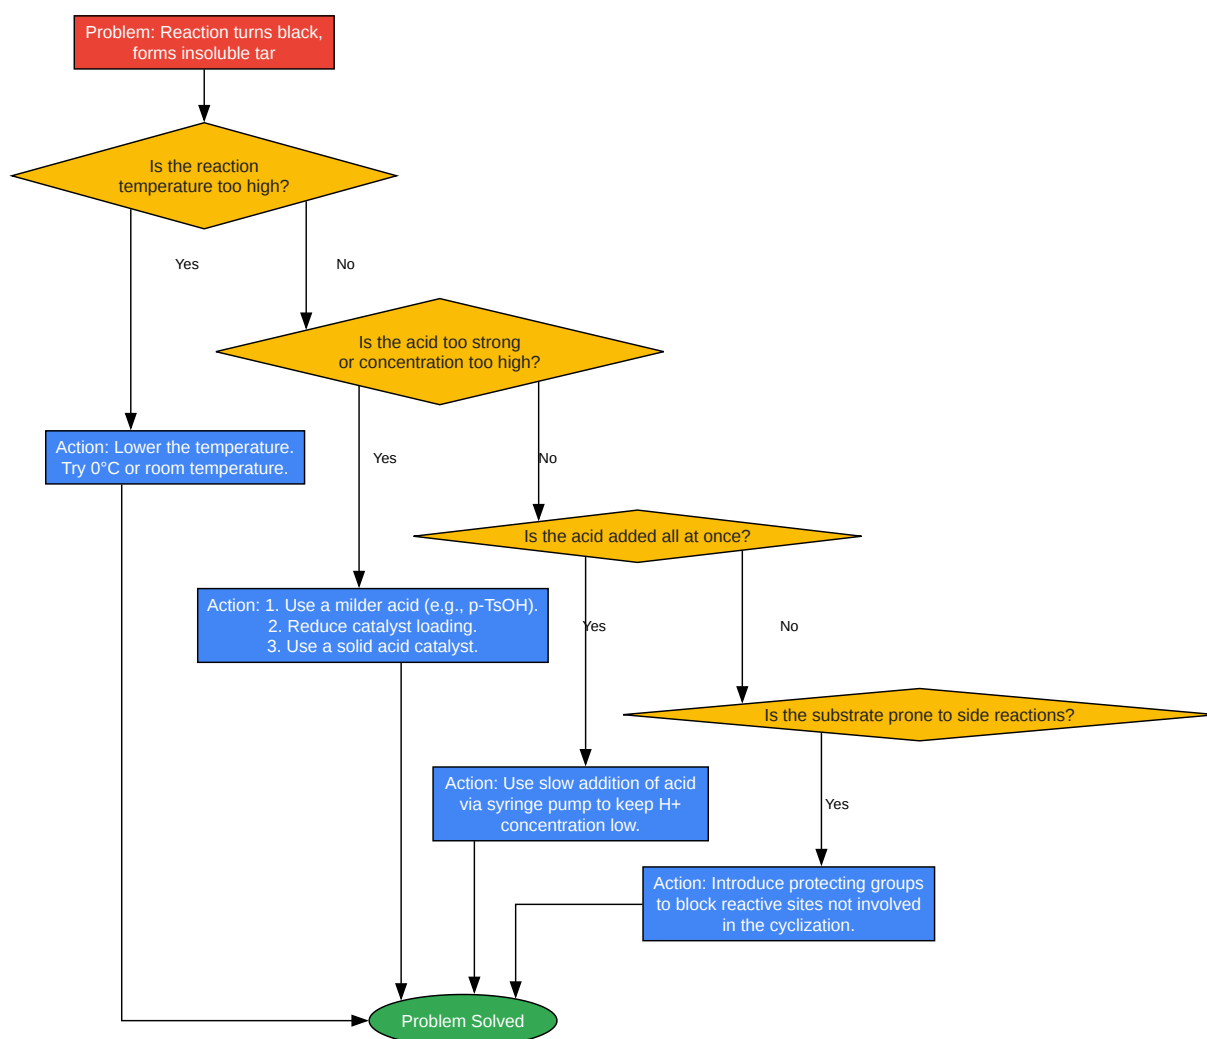 Problem: Reaction turns black,
forms insoluble tar
Is the reaction
temperature too high?
Yes
No
Is the acid too strong
or concentration too high?
Action: Lower the temperature.
Try 0°C or room temperature.
Yes
No
Is the acid added all at once?
Action: 1. Use a milder acid (e.g., p-TsOH).
2. Reduce catalyst loading.
3. Use a solid acid catalyst.
Yes
No
Is the substrate prone to side reactions?
Action: Use slow addition of acid
via syringe pump to keep H+
concentration low.
Yes
Action: Introduce protecting groups
to block reactive sites not involved
in the cyclization.
Problem Solved